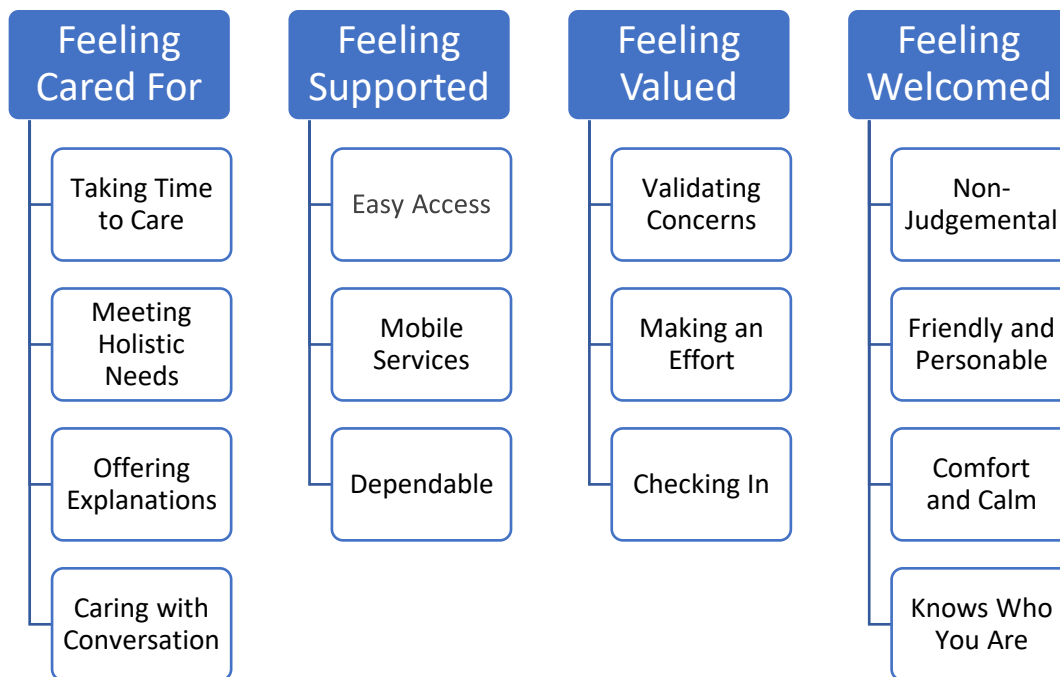 Feeling
Cared For
Taking Time
to Care
Meeting
Holistic
Needs
Offering
Explanations
Caring with
Conversation
Feeling
Supported
Easy Access
Mobile
Services
Dependable
Feeling
Valued
Validating
Concerns
Making an
Effort
Checking In
Feeling
Welcomed
Non-
Judgemental
Friendly and
Personable
Comfort
and Calm
Knows Who
You Are